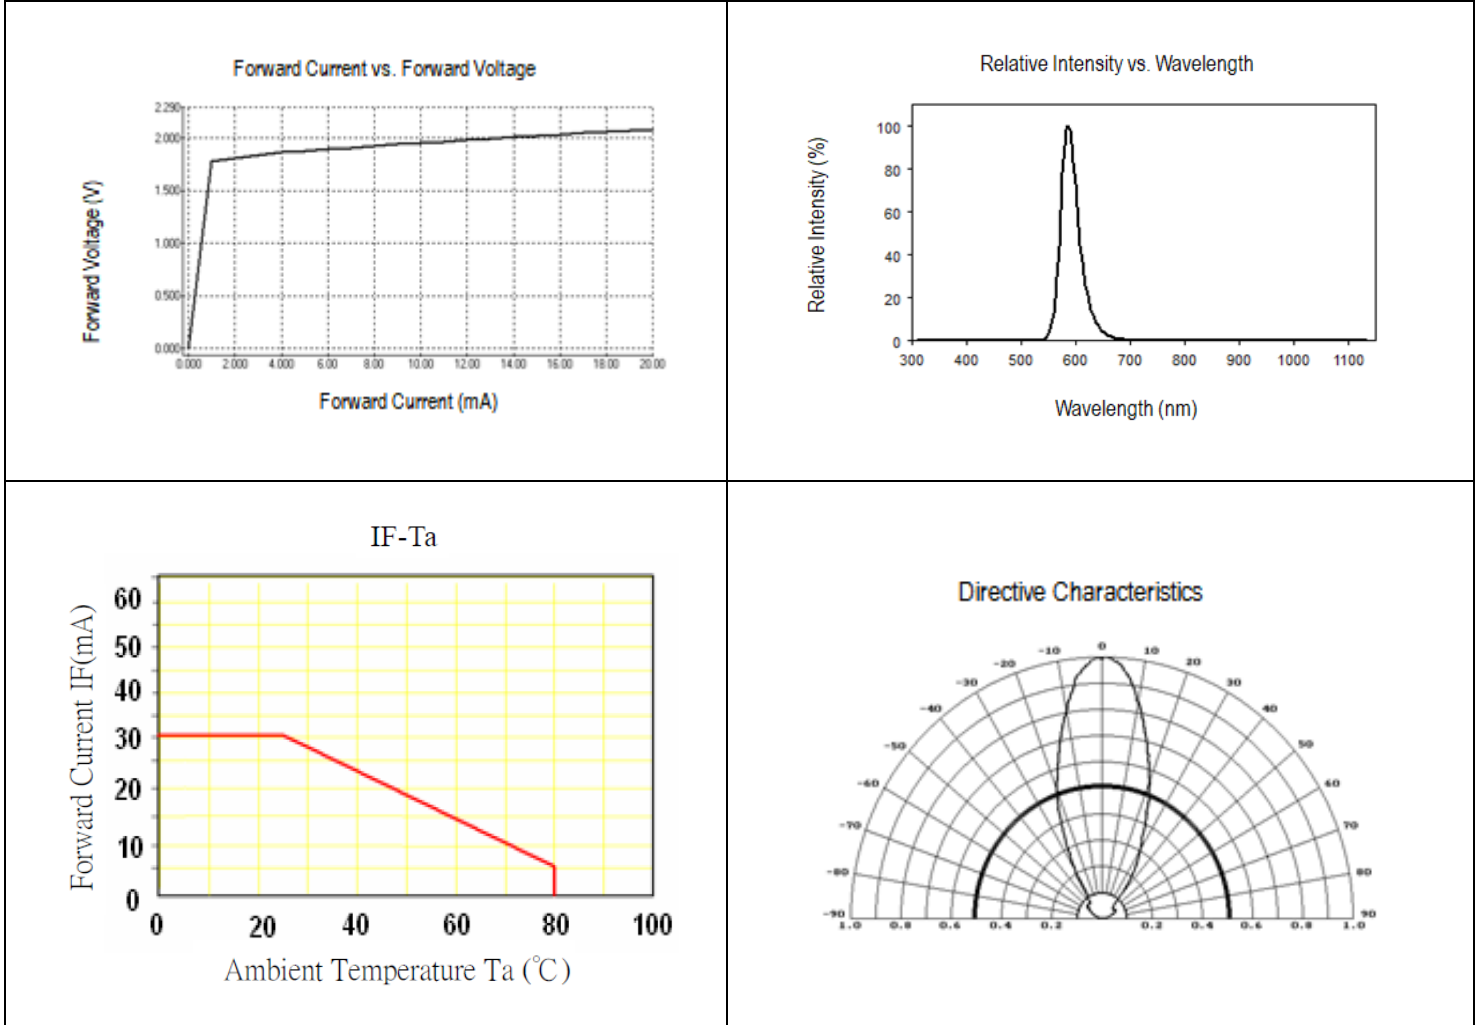 Forward Current vs. Forward Voltage
Forward Voltage (V)
2.290
2.000
1.500
1.000
0.500
0.000
0.000 2.000 4.000 6.00 8.00 10.00 12.00 14.00 16.00 18.00 20.00
Forward Current (mA)
Relative Intensity vs. Wavelength
Relative Intensity (%)
100
80
60
40
20
0
300 400 500 600 700 800 900 1000 1100
Wavelength (nm)
IF-Ta
Forward Current IF(mA)
60
50
40
30
20
10
0
0 20 40 60 80 100
Ambient Temperature Ta (℃)
Directive Characteristics
-10 0 10
-20 20
-30 30
-40 40
-50 50
-60 60
-70 70
-80 80
-90 90
1.0 0.8 0.6 0.4 0.2 0.2 0.4 0.6 0.8 1.0